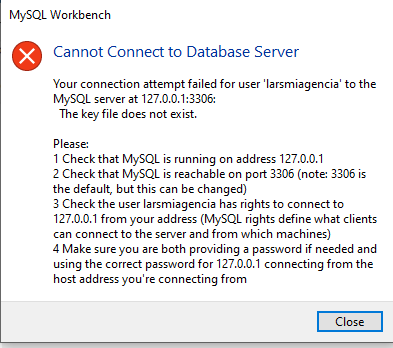 MySQL Workbench
Cannot Connect to Database Server
Your connection attempt failed for user 'larsmiagencia' to the
MySQL server at 127.0.0.1:3306:
The key file does not exist.
Please:
1 Check that MySQL is running on address 127.0.0.1
2 Check that MySQL is reachable on port 3306 (note: 3306 is
the default, but this can be changed)
3 Check the user larsmiagencia has rights to connect to
127.0.0.1 from your address (MySQL rights define what clients
can connect to the server and from which machines)
4 Make sure you are both providing a password if needed and
using the correct password for 127.0.0.1 connecting from the
host address you're connecting from
Close